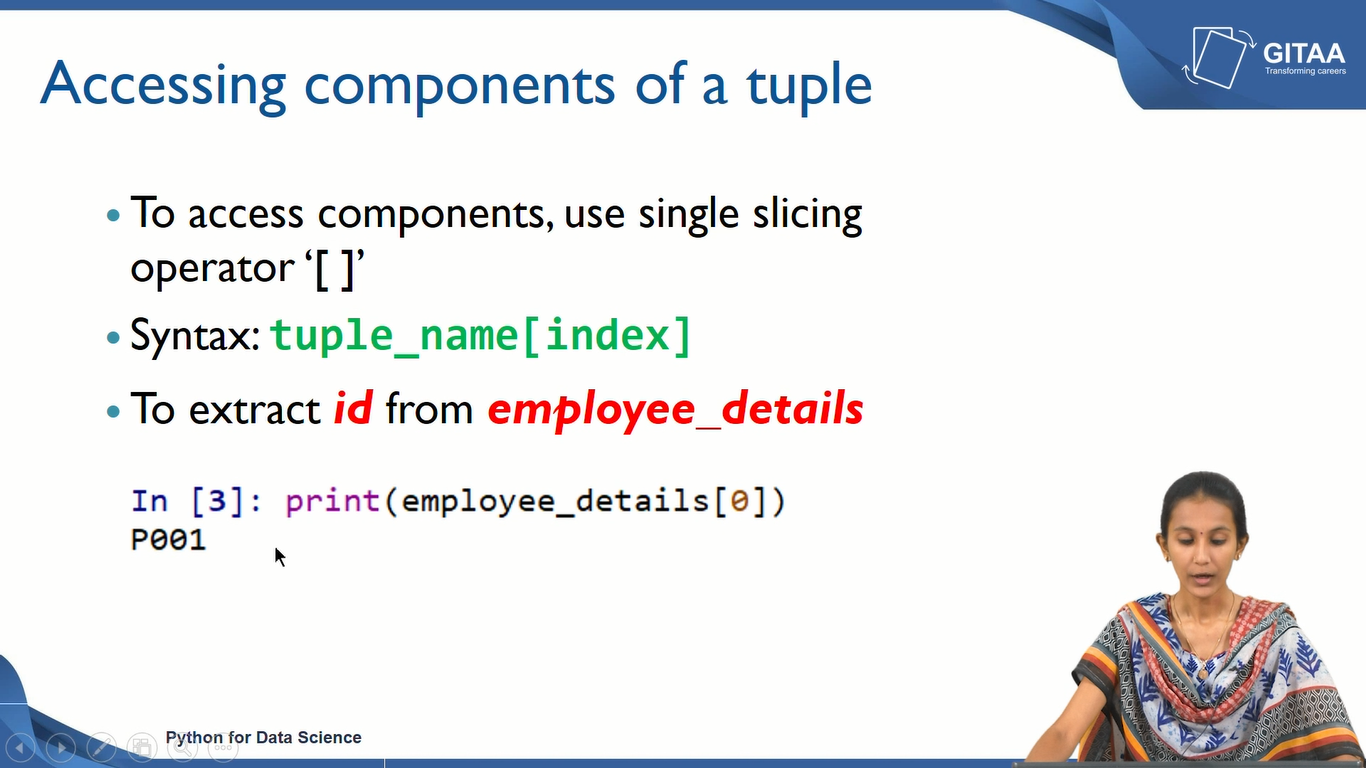 GITAA
Transforming careers
Accessing components of a tuple
• To access components, use single slicing
operator ‘[ ]’
• Syntax: tuple_name[index]
• To extract id from employee_details
In [3]: print(employee_details[0])
P001
Python for Data Science